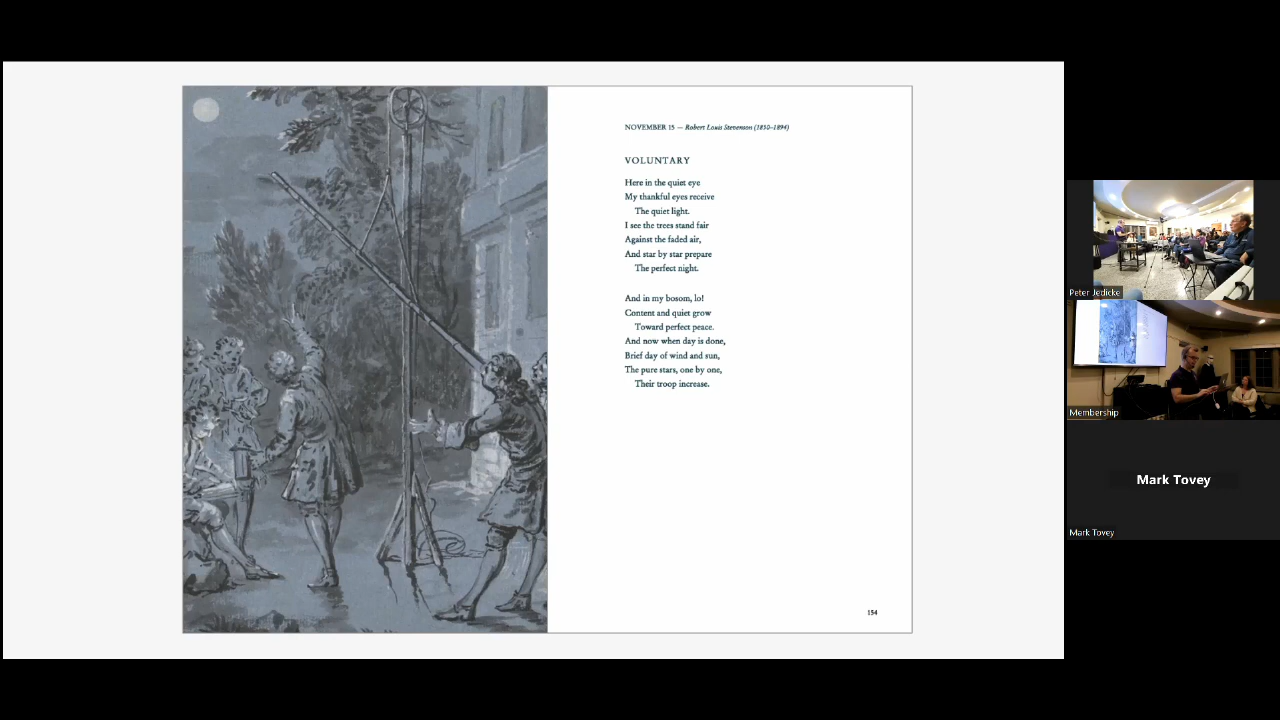 NOVEMBER 15 — Robert Louis Stevenson (1850–1894)
VOLUNTARY
Here in the quiet eye
My thankful eyes receive
The quiet light.
I see the trees stand fair
Against the faded air,
And star by star prepare
The perfect night.
And in my bosom, lo!
Content and quiet grow
Toward perfect peace.
And now when day is done,
Brief day of wind and sun,
The pure stars, one by one,
Their troop increase.
154
Peter Jedicke
Membership
Mark Tovey
Mark Tovey